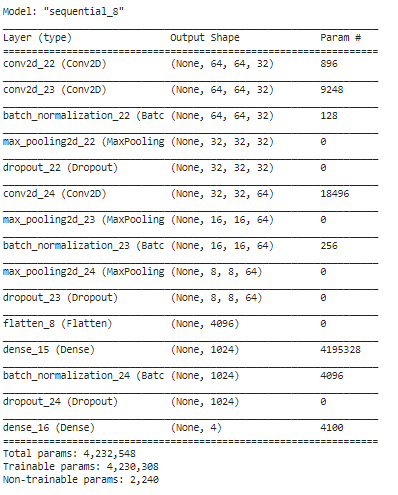 Model: "sequential_8"
Layer (type) Output Shape Param #
conv2d_22 (Conv2D) (None, 64, 64, 32) 896
conv2d_23 (Conv2D) (None, 64, 64, 32) 9248
batch_normalization_22 (Batc (None, 64, 64, 32) 128
max_pooling2d_22 (MaxPooling (None, 32, 32, 32) 0
dropout_22 (Dropout) (None, 32, 32, 32) 0
conv2d_24 (Conv2D) (None, 32, 32, 64) 18496
max_pooling2d_23 (MaxPooling (None, 16, 16, 64) 0
batch_normalization_23 (Batc (None, 16, 16, 64) 256
max_pooling2d_24 (MaxPooling (None, 8, 8, 64) 0
dropout_23 (Dropout) (None, 8, 8, 64) 0
flatten_8 (Flatten) (None, 4096) 0
dense_15 (Dense) (None, 1024) 4195328
batch_normalization_24 (Batc (None, 1024) 4096
dropout_24 (Dropout) (None, 1024) 0
dense_16 (Dense) (None, 4) 4100
Total params: 4,232,548
Trainable params: 4,230,308
Non-trainable params: 2,240